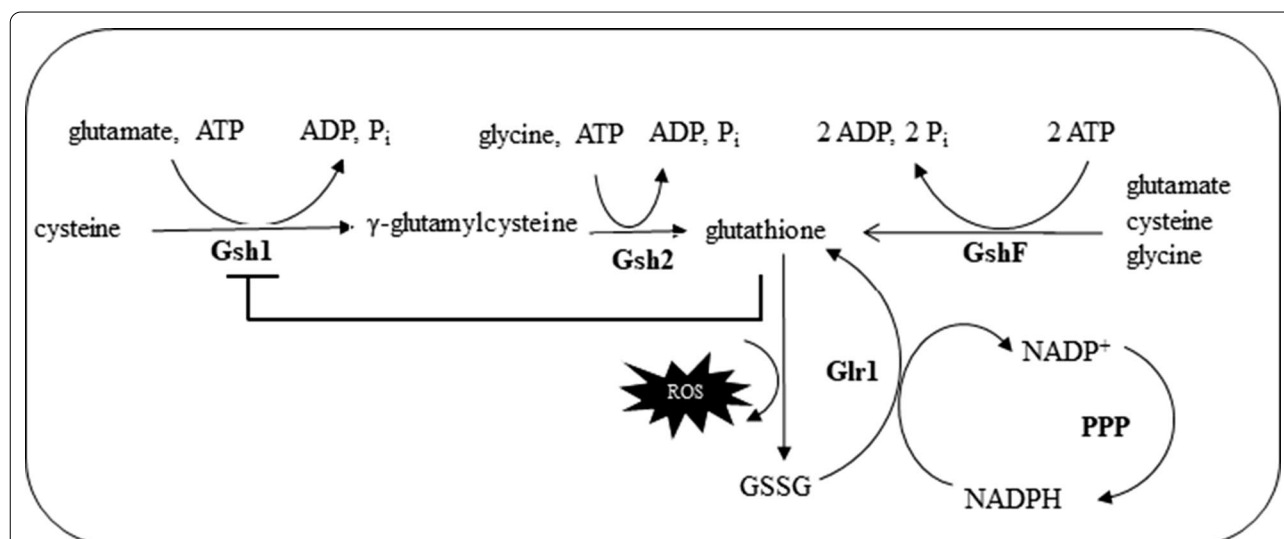 glutamate, ATP
ADP, Pi
glycine, ATP
ADP, Pi
2 ADP, 2 Pi
2 ATP
cysteine
Gsh1
γ-glutamylcysteine
Gsh2
glutathione
GshF
glutamate
cysteine
glycine
ROS
Glr1
NADP+
PPP
GSSG
NADPH